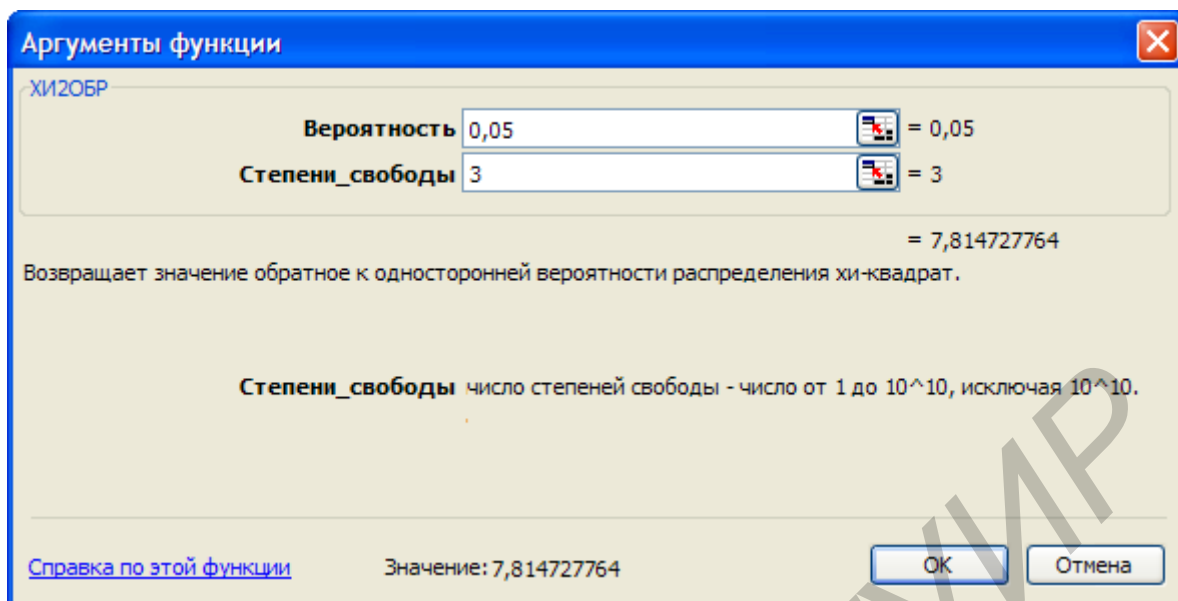 Аргументы функции
ХИ2ОБР
Вероятность 0,05 = 0,05
Степени_свободы 3 = 3
= 7,814727764
Возвращает значение обратное к односторонней вероятности распределения хи-квадрат.
Степени_свободы число степеней свободы - число от 1 до 10^10, исключая 10^10.
Справка по этой функции Значение: 7,814727764 ОК Отмена
УИР